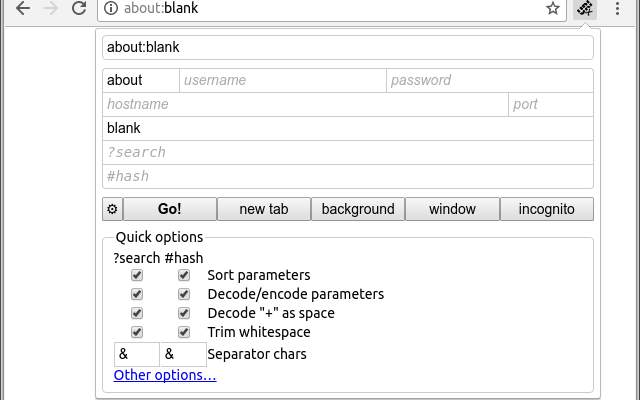 about:blank
about:blank
about username password
hostname port
blank
?search
#hash
Go! new tab background window incognito
Quick options
?search #hash
Sort parameters
Decode/encode parameters
Decode "+" as space
Trim whitespace
& & Separator chars
Other options...